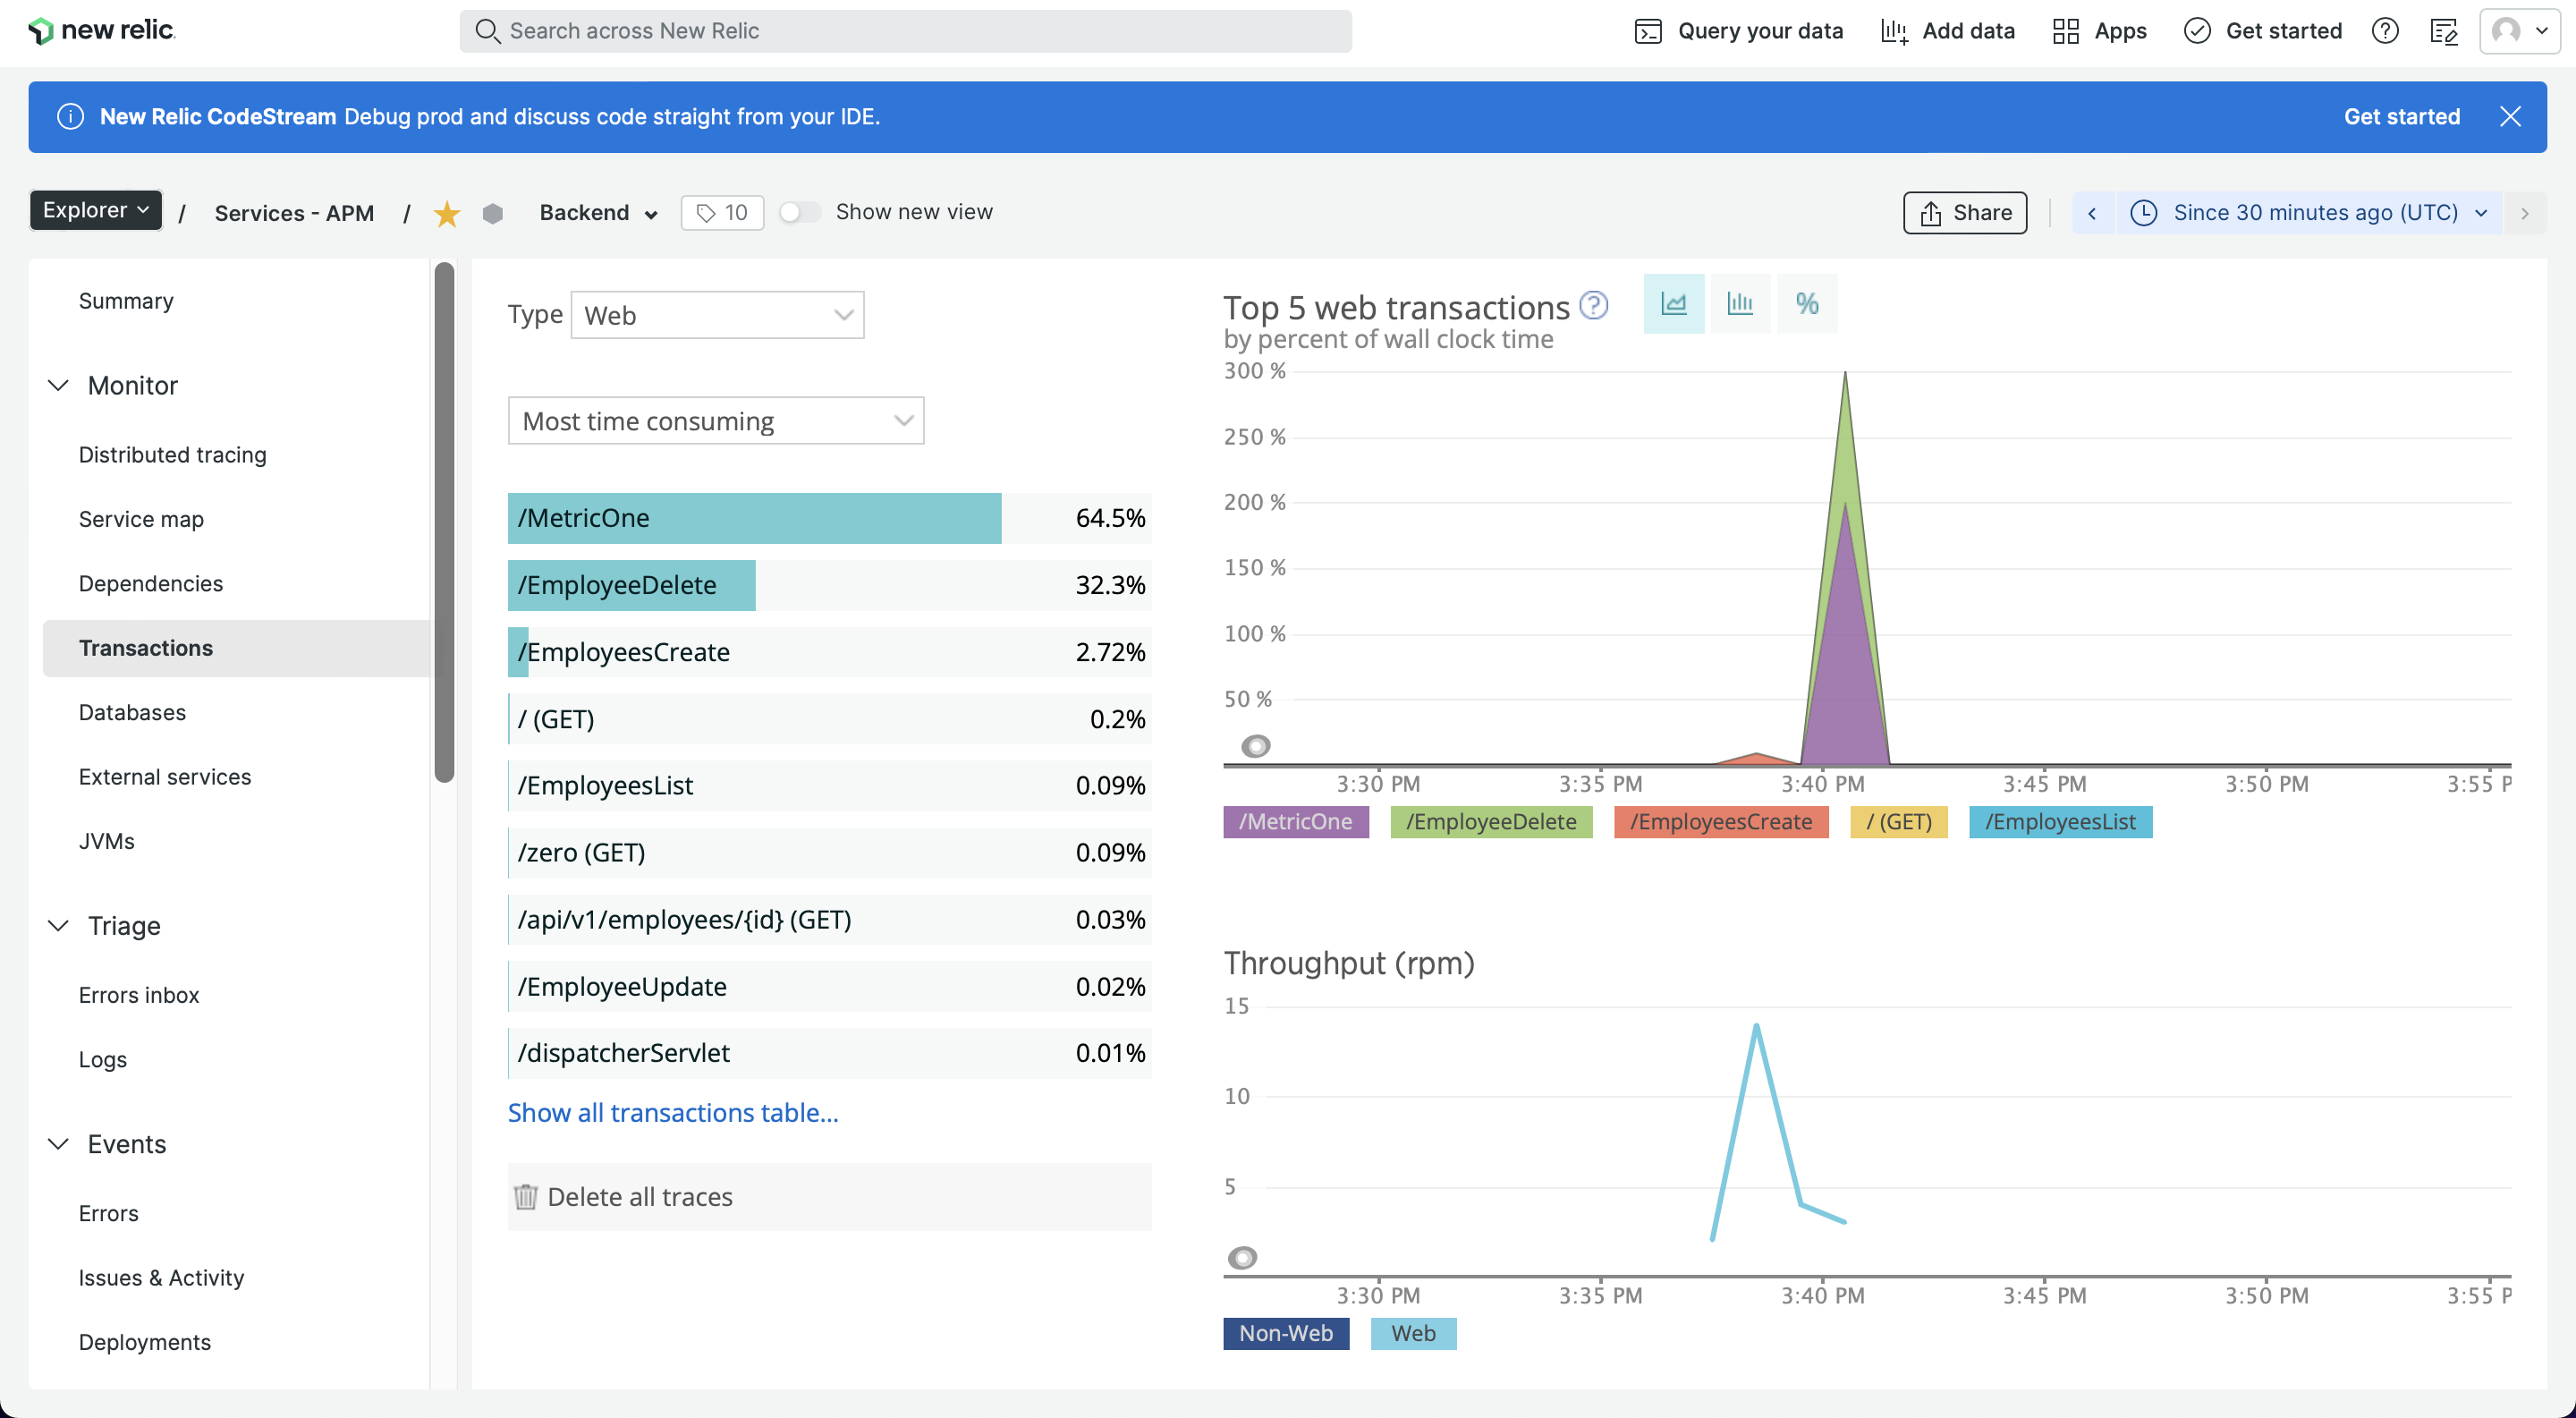 new relic.
Search across New Relic
Query your data
Add data
Apps
Get started
New Relic CodeStream Debug prod and discuss code straight from your IDE.
Get started
Explorer / Services - APM / Backend 10 Show new view
Share
Since 30 minutes ago (UTC)
Summary
Monitor
Distributed tracing
Service map
Dependencies
Transactions
Databases
External services
JVMs
Triage
Errors inbox
Logs
Events
Errors
Issues & Activity
Deployments
Type Web
Most time consuming
/MetricOne 64.5%
/EmployeeDelete 32.3%
/EmployeesCreate 2.72%
/ (GET) 0.2%
/EmployeesList 0.09%
/zero (GET) 0.09%
/api/v1/employees/{id} (GET) 0.03%
/EmployeeUpdate 0.02%
/dispatcherServlet 0.01%
Show all transactions table...
Delete all traces
Top 5 web transactions ?
%
by percent of wall clock time
300 %
250 %
200 %
150 %
100 %
50 %
3:30 PM 3:35 PM 3:40 PM 3:45 PM 3:50 PM 3:55 P
/MetricOne /EmployeeDelete /EmployeesCreate / (GET) /EmployeesList
Throughput (rpm)
15
10
5
3:30 PM 3:35 PM 3:40 PM 3:45 PM 3:50 PM 3:55 P
Non-Web Web